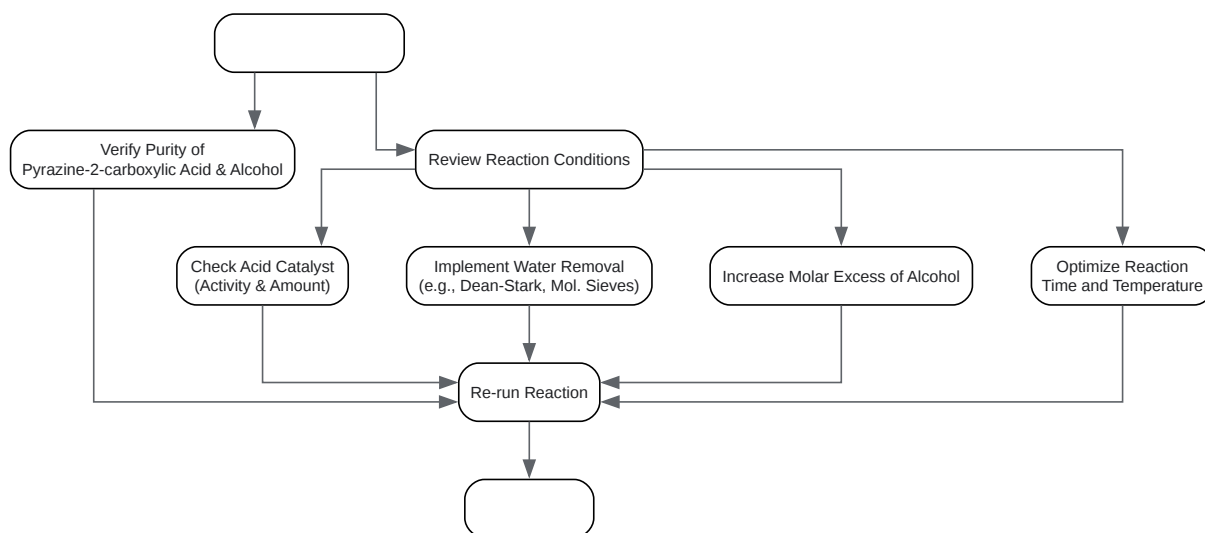 Verify Purity of
Pyrazine-2-carboxylic Acid & Alcohol
Review Reaction Conditions
Check Acid Catalyst
(Activity & Amount)
Implement Water Removal
(e.g., Dean-Stark, Mol. Sieves)
Increase Molar Excess of Alcohol
Optimize Reaction
Time and Temperature
Re-run Reaction